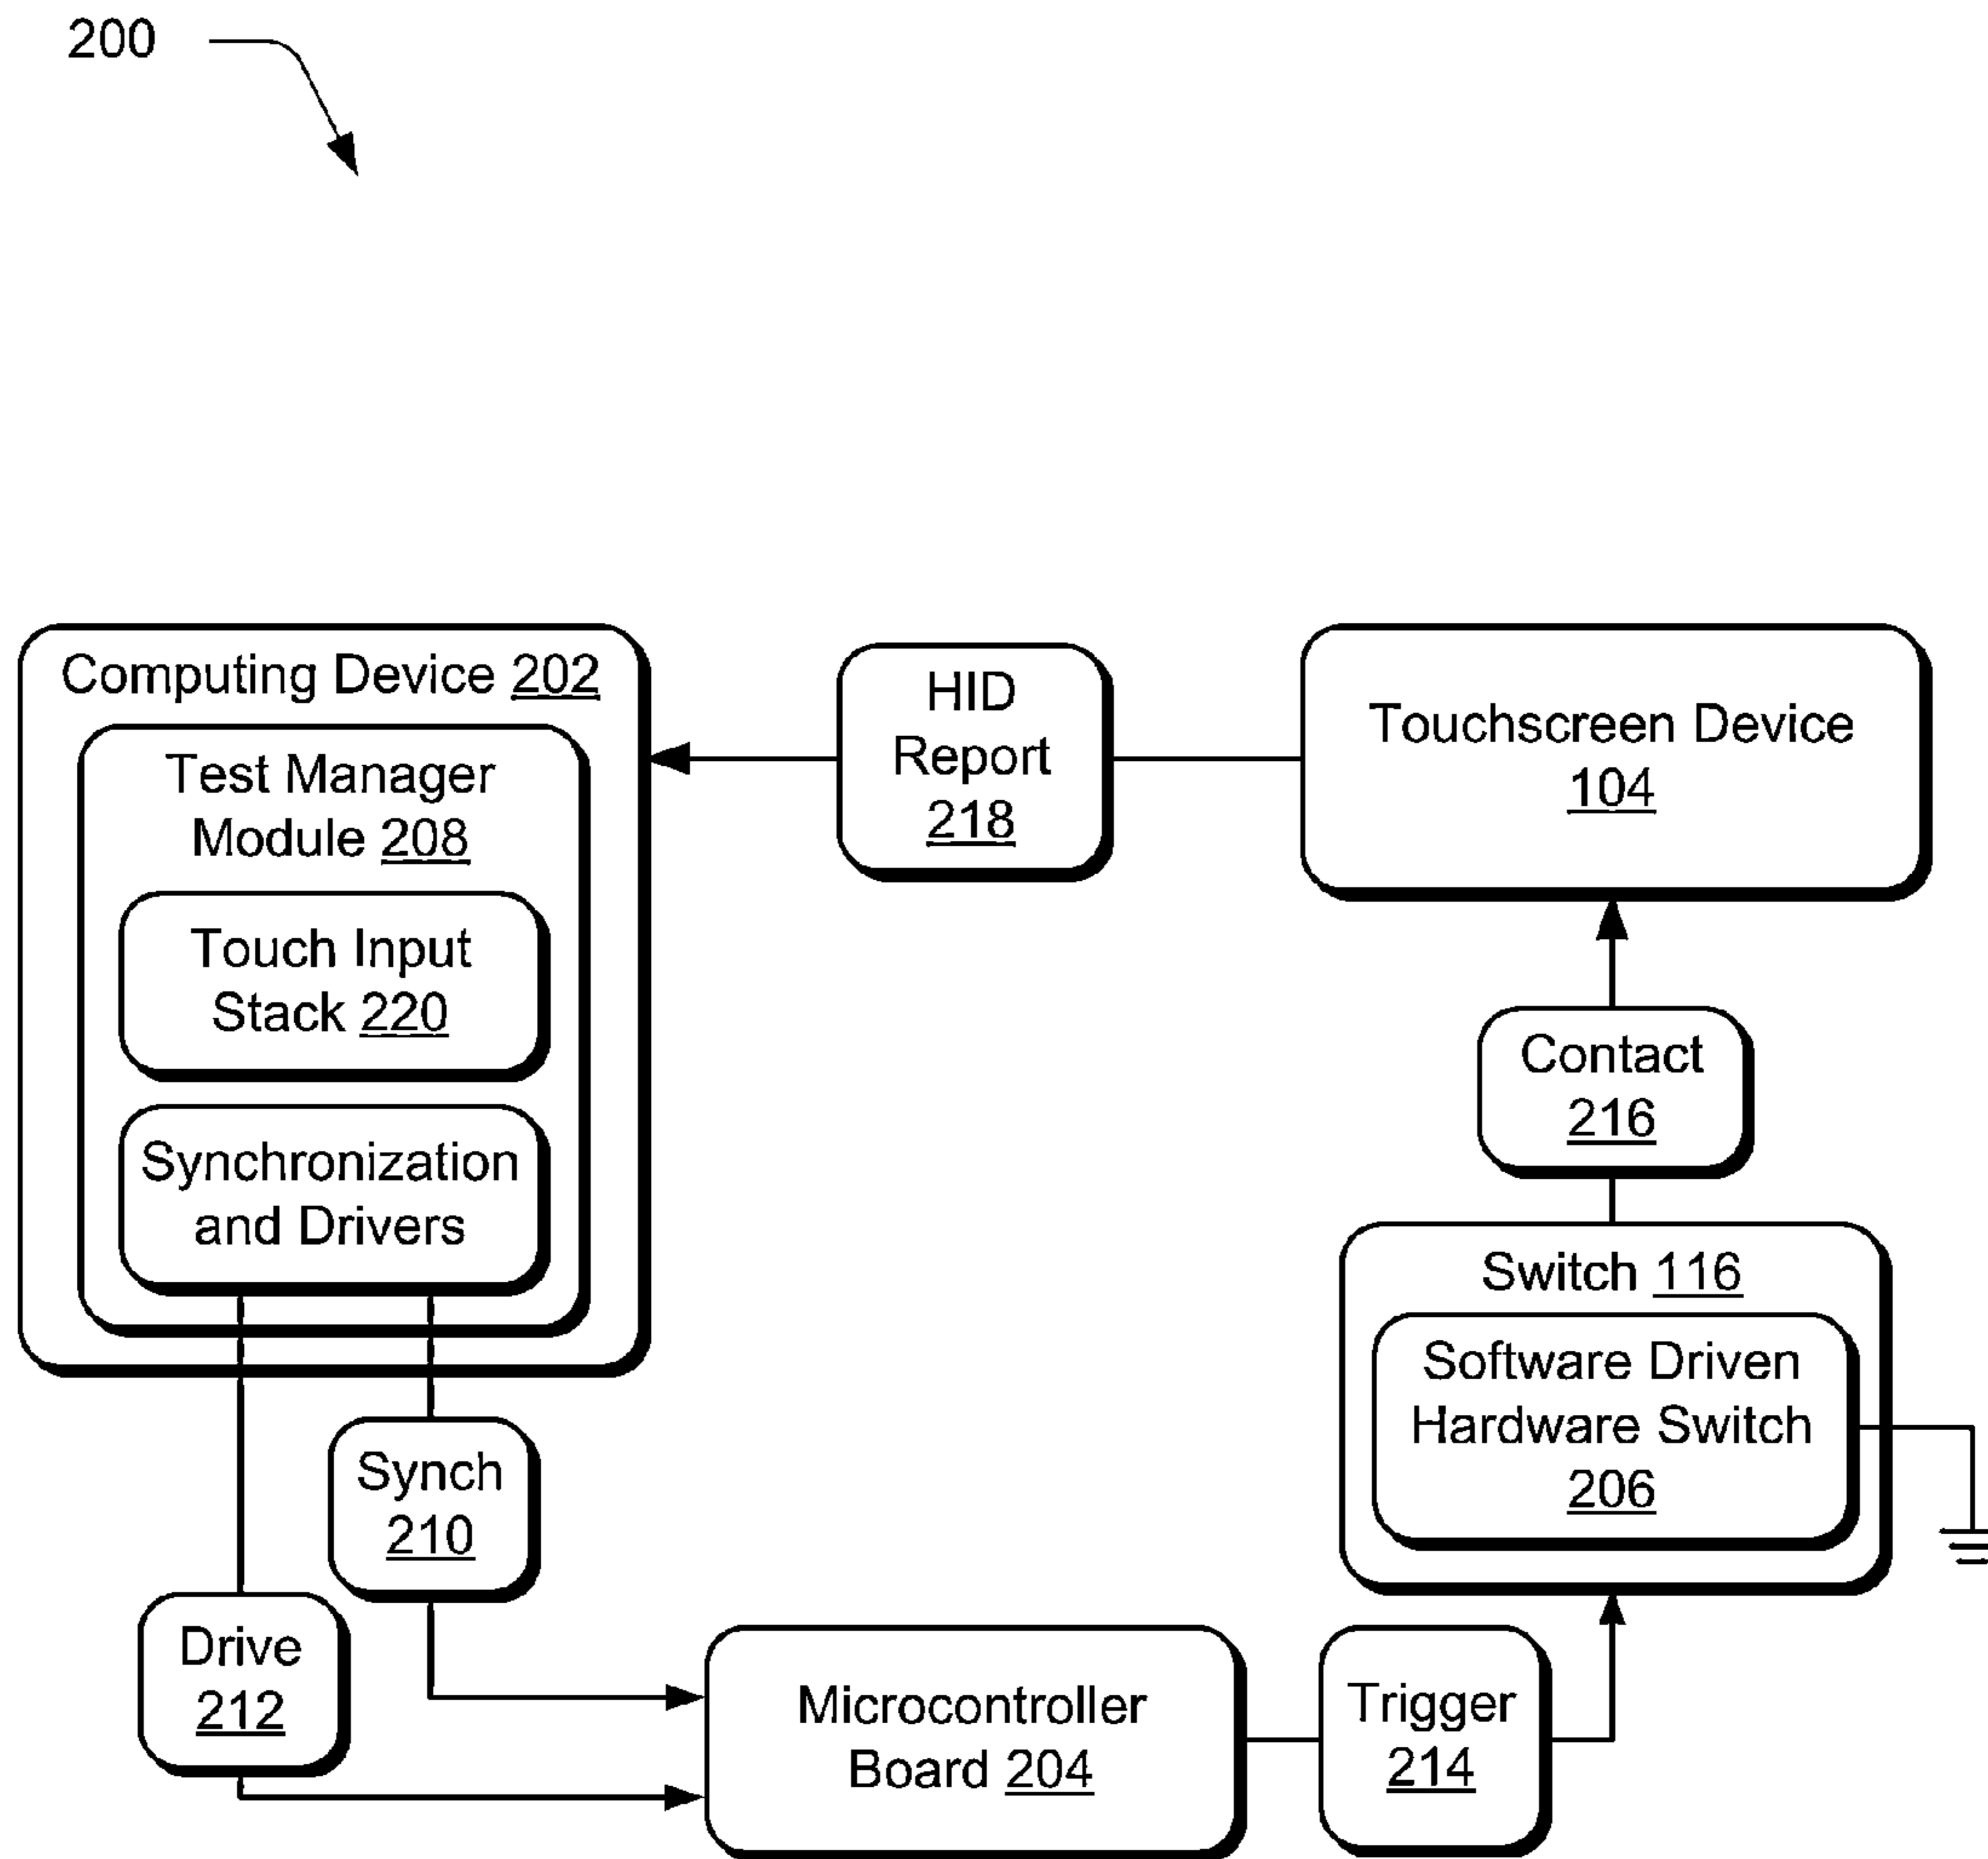 200
Computing Device 202
Test Manager
Module 208
Touch Input
Stack 220
Synchronization
and Drivers
HID
Report
218
Touchscreen Device
104
Contact
216
Switch 116
Software Driven
Hardware Switch
206
Synch
210
Drive
212
Microcontroller
Board 204
Trigger
214